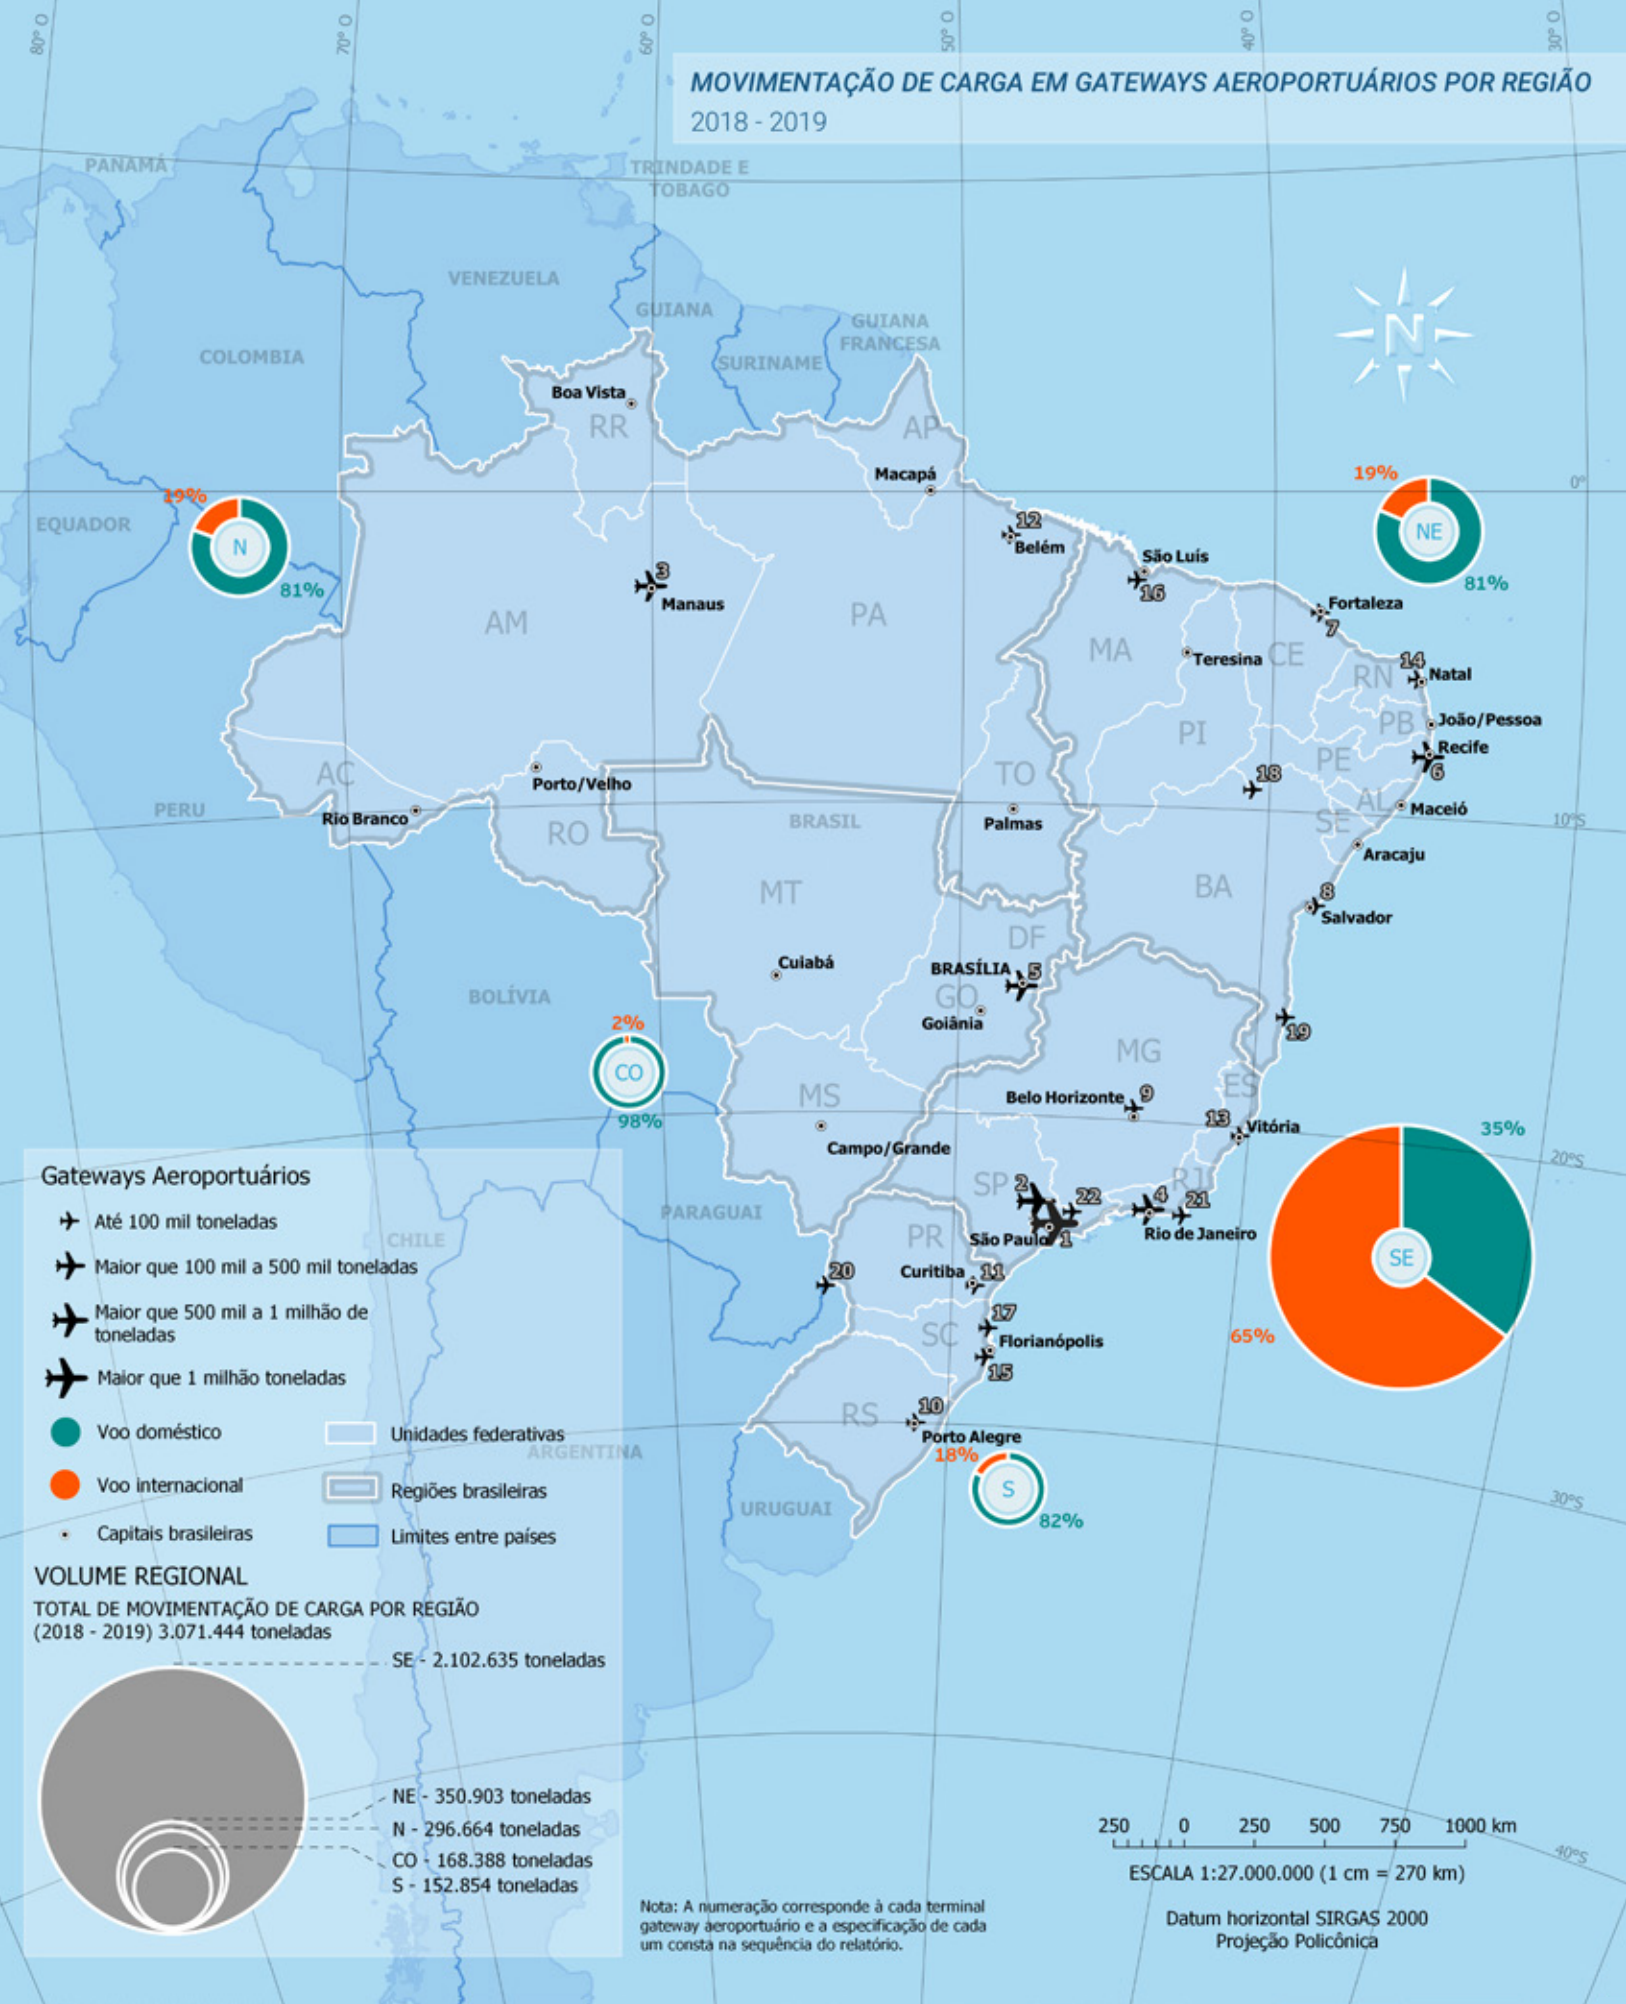 80° O
70° O
60° O
50° O
40° O
30° O
MOVIMENTAÇÃO DE CARGA EM GATEWAYS AEROPORTUÁRIOS POR REGIÃO
2018 - 2019
PANAMÁ
TRINDADE E
TOBAGO
VENEZUELA
GUIANA
GUIANA
FRANCESA
SURINAME
COLOMBIA
N
Boa Vista
RR
AP
Macapá
0°
19%
N
81%
EQUADOR
19%
NE
81%
12
Belém
São Luís
16
3
Manaus
Fortaleza
7
AM
PA
MA
Teresina
CE
14
Natal
RN
João/Pessoa
PB
PI
Recife
6
PE
18
AC
Porto/Velho
TO
AL
Maceió
PERU
Rio Branco
RO
BRASIL
Palmas
SE
10°S
Aracaju
MT
BA
8
Salvador
DF
Cuiabá
BRASÍLIA
5
GO
Goiânia
BOLÍVIA
19
2%
CO
98%
MG
MS
ES
Belo Horizonte
9
13
Vitória
Campo/Grande
35%
SE
65%
20°S
SP
2
22
RJ
4
21
Rio de Janeiro
PARAGUAI
São Paulo
1
PR
CHILE
Curitiba
11
20
17
SC
Florianópolis
15
RS
10
Porto Alegre
18%
S
82%
ARGENTINA
URUGUAI
30°S
Gateways Aeroportuários
Até 100 mil toneladas
Maior que 100 mil a 500 mil toneladas
Maior que 500 mil a 1 milhão de
toneladas
Maior que 1 milhão toneladas
Voo doméstico
Unidades federativas
Voo internacional
Regiões brasileiras
Capitais brasileiras
Limites entre países
VOLUME REGIONAL
TOTAL DE MOVIMENTAÇÃO DE CARGA POR REGIÃO
(2018 - 2019) 3.071.444 toneladas
SE - 2.102.635 toneladas
NE - 350.903 toneladas
N - 296.664 toneladas
CO - 168.388 toneladas
S - 152.854 toneladas
Nota: A numeração corresponde à cada terminal
gateway aeroportuário e a especificação de cada
um consta na sequência do relatório.
250 0 250 500 750 1000 km
ESCALA 1:27.000.000 (1 cm = 270 km)
40°S
Datum horizontal SIRGAS 2000
Projeção Policônica